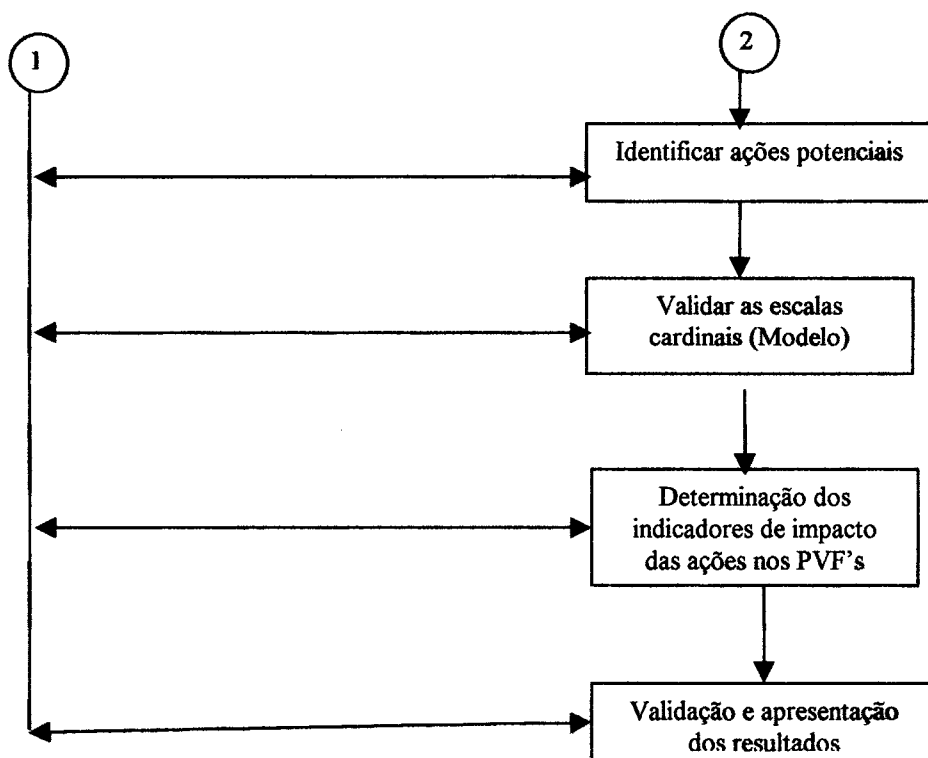 1
2
Identificar ações potenciais
Validar as escalas
cardinais (Modelo)
Determinação dos
indicadores de impacto
das ações nos PVF's
Validação e apresentação
dos resultados